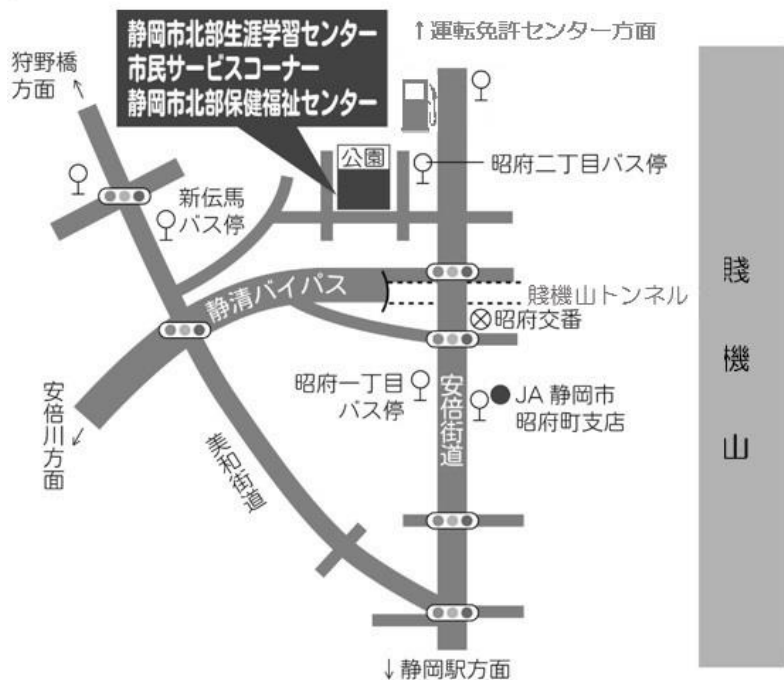 静岡市北部生涯学習センター
市民サービスコーナー
静岡市北部保健福祉センター
↑運転免許センター方面
狩野橋
方面
公園
昭府二丁目バス停
新伝馬
バス停
静清バイパス
賤機山トンネル
昭府交番
昭府一丁目
バス停
安倍街道
JA 静岡市
昭府町支店
安倍川方面
美和街道
賤機山
↓静岡駅方面